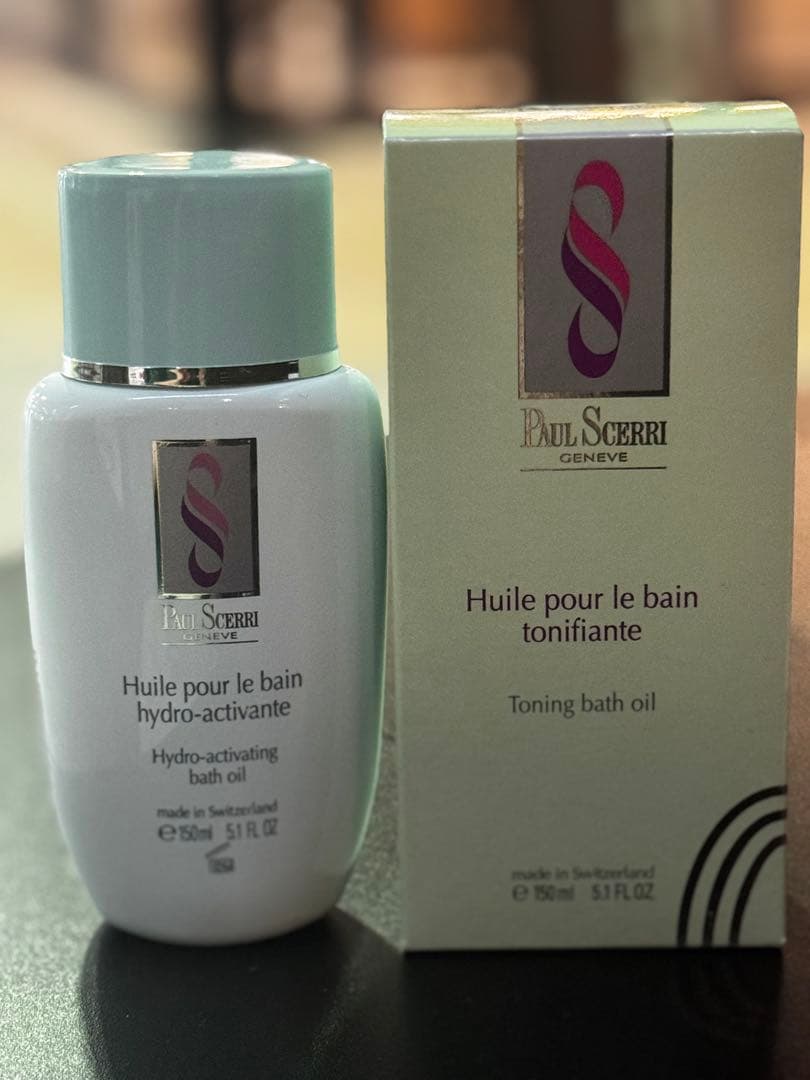 PAUL SCERRI
GENEVE
Huile pour le bain
hydro-activante
Hydro-activating
bath oil
made in Switzerland
℮150ml 5.1 FL OZ
PAUL SCERRI
GENEVE
Huile pour le bain
tonifiante
Toning bath oil
made in Switzerland
℮ 150 ml 5.1 FL OZ